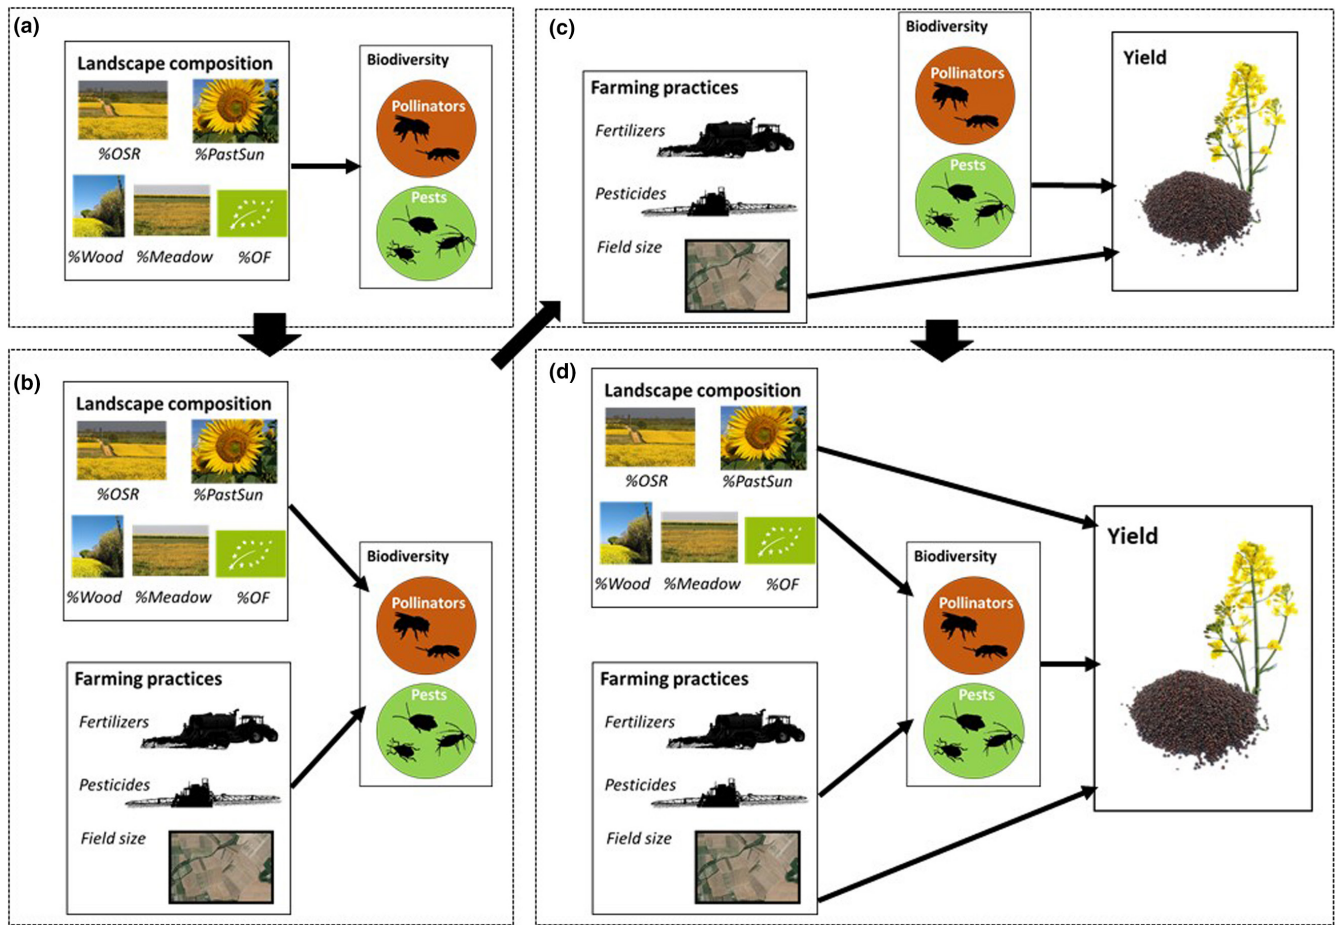 (a)
Landscape composition
%OSR
%PastSun
%Wood
%Meadow
%OF
Biodiversity
Pollinators
Pests
(b)
Landscape composition
%OSR
%PastSun
%Wood
%Meadow
%OF
Farming practices
Fertilizers
Pesticides
Field size
Biodiversity
Pollinators
Pests
(c)
Farming practices
Fertilizers
Pesticides
Field size
Biodiversity
Pollinators
Pests
Yield
(d)
Landscape composition
%OSR
%PastSun
%Wood
%Meadow
%OF
Farming practices
Fertilizers
Pesticides
Field size
Biodiversity
Pollinators
Pests
Yield